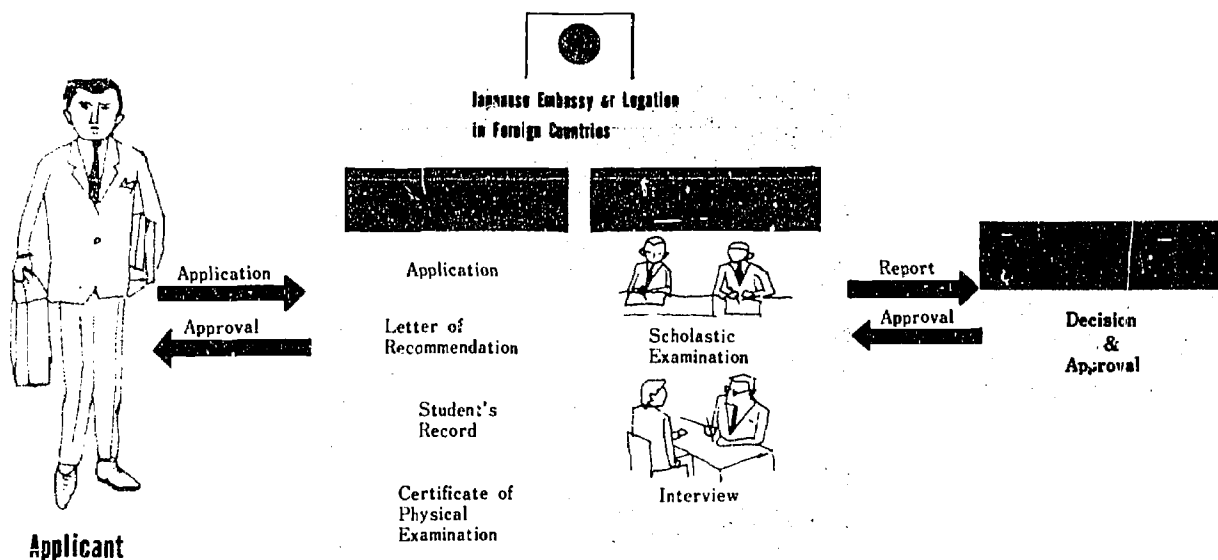 Japanese Embassy or Legation
in Foreign Countries
Application
Approval
Applicant
Application
Letter of
Recommendation
Student's
Record
Certificate of
Physical
Examination
Scholastic
Examination
Interview
Report
Approval
Decision
&
Approval